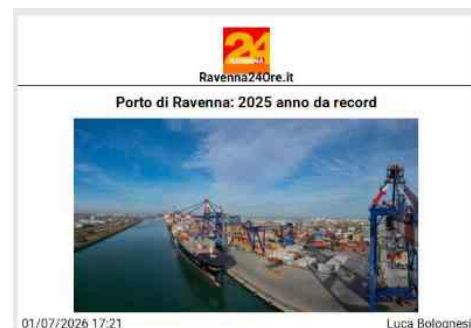 24
RAVENNA
Ravenna24Ore.it
Porto di Ravenna: 2025 anno da record
01/07/2026 17:21
Luca Bolognesi